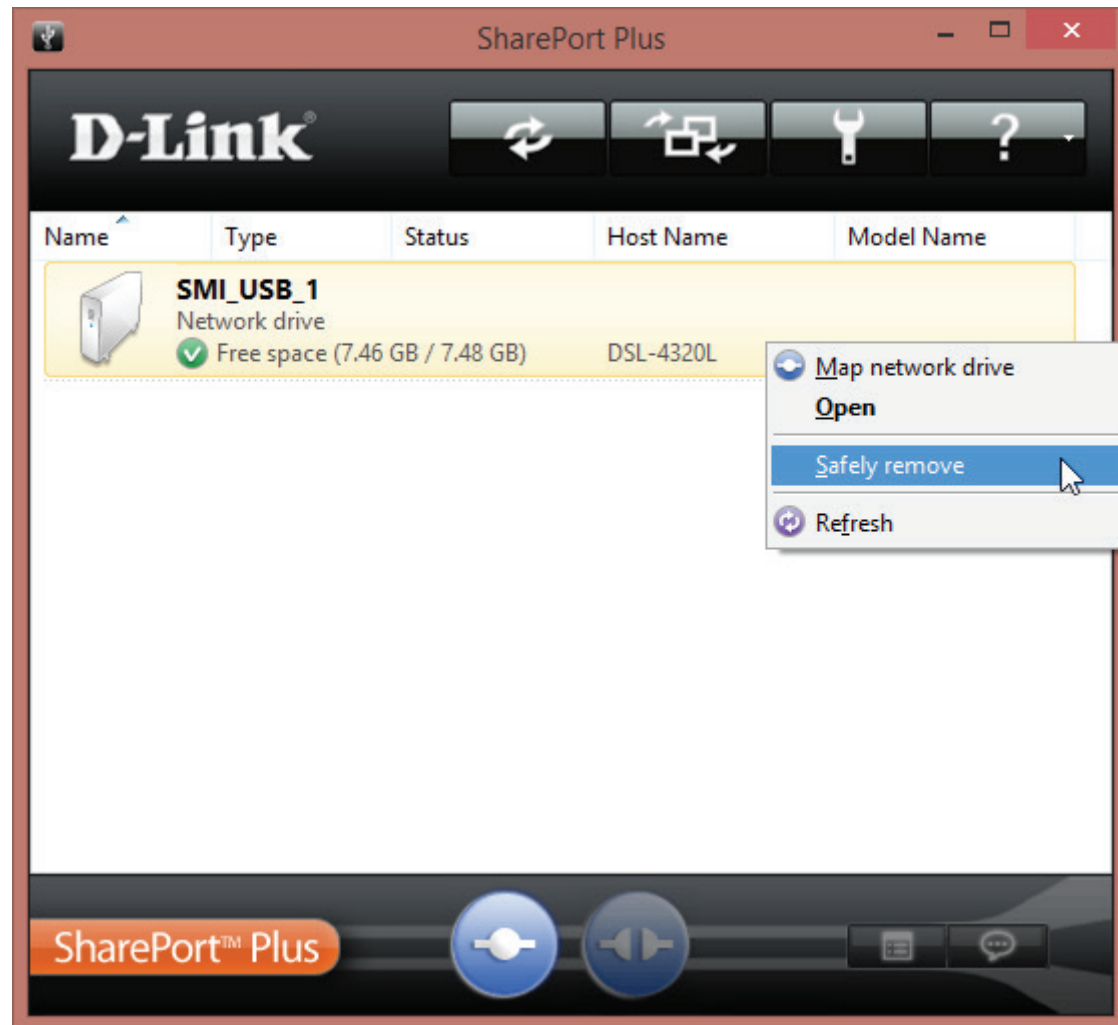 SharePort Plus
D-Link®
?
Name Type Status Host Name Model Name
SMI_USB_1
Network drive
Free space (7.46 GB / 7.48 GB) DSL-4320L
Map network drive
Open
Safely remove
Refresh
SharePort™ Plus